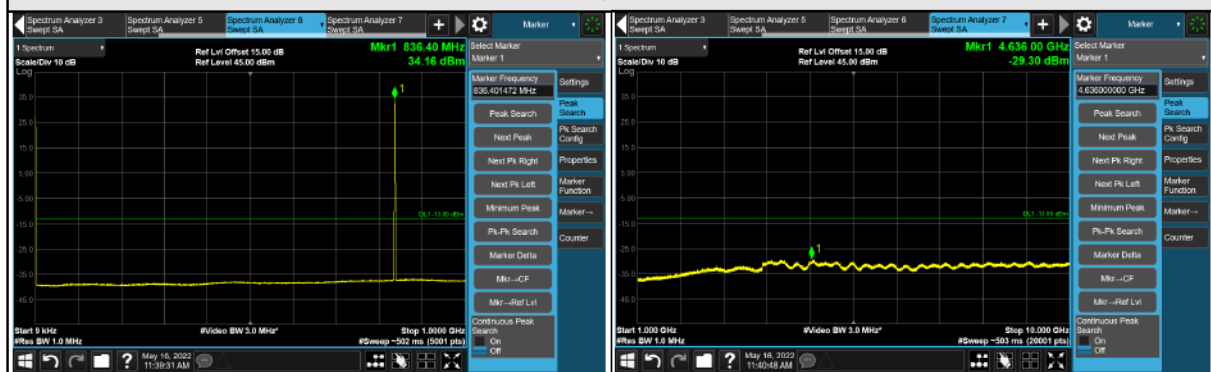 Spectrum Analyzer 3
Swept SA
Spectrum Analyzer 5
Swept SA
Spectrum Analyzer 6
Swept SA
Spectrum Analyzer 7
Swept SA
+
Marker
1 Spectrum
Scale/Div 10 dB
Log
Ref Lvl Offset 15.00 dB
Ref Level 45.00 dBm
Mkr1 836.40 MHz
34.16 dBm
1
35.0
25.0
15.0
5.00
-5.00
-15.0
-25.0
-35.0
-45.0
DL1 -13.00 dBm
Start 9 kHz
#Res BW 1.0 MHz
#Video BW 3.0 MHz*
Stop 1.0000 GHz
#Sweep ~502 ms (5001 pts)
Select Marker
Marker 1
Marker Frequency
836.401472 MHz
Peak Search
Next Peak
Next Pk Right
Next Pk Left
Minimum Peak
Pk-Pk Search
Marker Delta
Mkr→CF
Mkr→Ref Lvl
Continuous Peak
Search
On
Off
Settings
Peak
Search
Pk Search
Config
Properties
Marker
Function
Marker→
Counter
?
May 16, 2022
11:39:31 AM
Spectrum Analyzer 3
Swept SA
Spectrum Analyzer 5
Swept SA
Spectrum Analyzer 6
Swept SA
Spectrum Analyzer 7
Swept SA
+
Marker
1 Spectrum
Scale/Div 10 dB
Log
Ref Lvl Offset 15.00 dB
Ref Level 45.00 dBm
Mkr1 4.636 00 GHz
-29.30 dBm
1
35.0
25.0
15.0
5.00
-5.00
-15.0
-25.0
-35.0
-45.0
DL1 -13.00 dBm
Start 1.000 GHz
#Res BW 1.0 MHz
#Video BW 3.0 MHz*
Stop 10.000 GHz
#Sweep ~503 ms (20001 pts)
Select Marker
Marker 1
Marker Frequency
4.636000000 GHz
Peak Search
Next Peak
Next Pk Right
Next Pk Left
Minimum Peak
Pk-Pk Search
Marker Delta
Mkr→CF
Mkr→Ref Lvl
Continuous Peak
Search
On
Off
Settings
Peak
Search
Pk Search
Config
Properties
Marker
Function
Marker→
Counter
?
May 16, 2022
11:40:48 AM